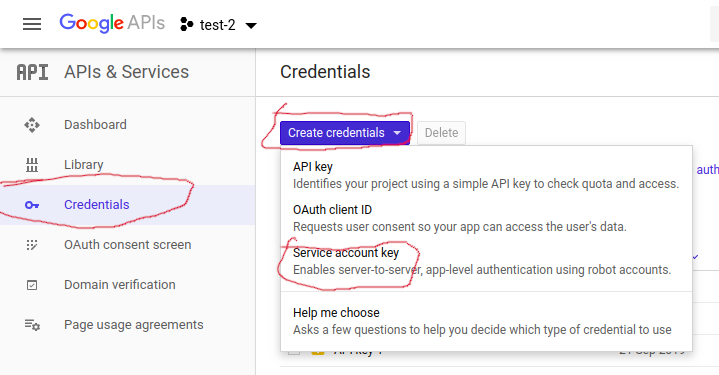 Google APIs test-2
API APIs & Services
Credentials
Dashboard
Library
Credentials
OAuth consent screen
Domain verification
Page usage agreements
Create credentials
Delete
API key
Identifies your project using a simple API key to check quota and access.
OAuth client ID
Requests user consent so your app can access the user's data.
Service account key
Enables server-to-server, app-level authentication using robot accounts.
Help me choose
Asks a few questions to help you decide which type of credential to use
auth